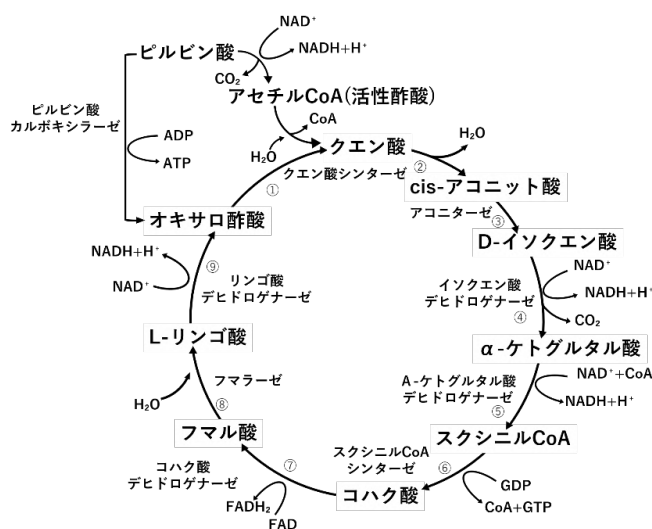 NAD⁺
ピルビン酸
NADH+H⁺
CO₂
アセチルCoA(活性酢酸)
ピルビン酸
カルボキシラーゼ
ADP
ATP
CoA
H₂O
クエン酸
②
H₂O
クエン酸シンターゼ
①
cis-アコニット酸
アコニターゼ
③
オキサロ酢酸
D-イソクエン酸
NADH+H⁺
NAD⁺
⑨
リンゴ酸
デヒドロゲナーゼ
イソクエン酸
デヒドロゲナーゼ
④
NAD⁺
NADH+H⁺
CO₂
L-リンゴ酸
α-ケトグルタル酸
フマラーゼ
H₂O
⑧
A-ケトグルタル酸
デヒドロゲナーゼ
⑤
NAD⁺+CoA
NADH+H⁺
フマル酸
スクシニルCoA
コハク酸
デヒドロゲナーゼ
⑦
スクシニルCoA
シンターゼ
⑥
コハク酸
GDP
CoA+GTP
FADH₂
FAD